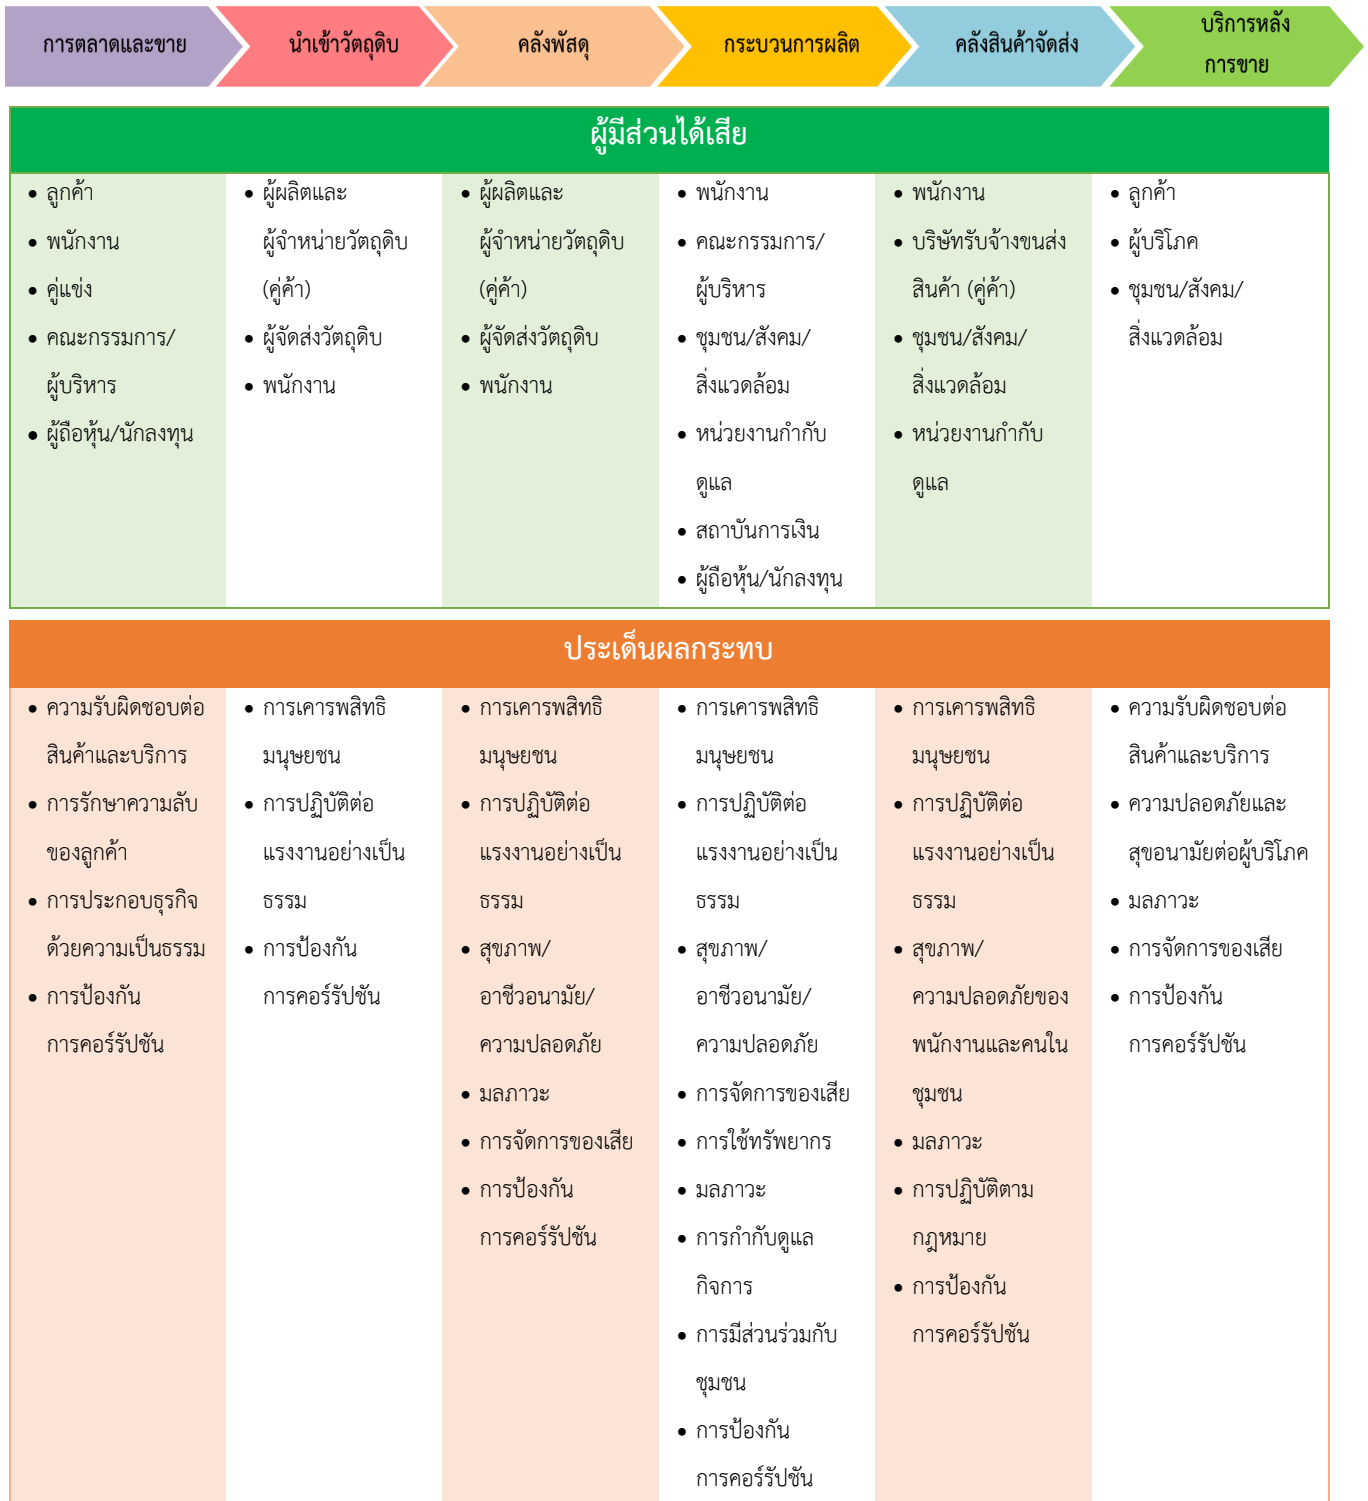 การตลาดและขาย
นำเข้าวัตถุดิบ
คลังพัสดุ
กระบวนการผลิต
คลังสินค้าจัดส่ง
บริการหลัง
การขาย
ผู้มีส่วนได้เสีย
• ลูกค้า
• พนักงาน
• คู่แข่ง
• คณะกรรมการ/
ผู้บริหาร
• ผู้ถือหุ้น/นักลงทุน
• ผู้ผลิตและ
ผู้จำหน่ายวัตถุดิบ
(คู่ค้า)
• ผู้จัดส่งวัตถุดิบ
• พนักงาน
• ผู้ผลิตและ
ผู้จำหน่ายวัตถุดิบ
(คู่ค้า)
• ผู้จัดส่งวัตถุดิบ
• พนักงาน
• พนักงาน
• คณะกรรมการ/
ผู้บริหาร
• ชุมชน/สังคม/
สิ่งแวดล้อม
• หน่วยงานกำกับ
ดูแล
• สถาบันการเงิน
• ผู้ถือหุ้น/นักลงทุน
• พนักงาน
• บริษัทรับจ้างขนส่ง
สินค้า (คู่ค้า)
• ชุมชน/สังคม/
สิ่งแวดล้อม
• หน่วยงานกำกับ
ดูแล
• ลูกค้า
• ผู้บริโภค
• ชุมชน/สังคม/
สิ่งแวดล้อม
ประเด็นผลกระทบ
• ความรับผิดชอบต่อ
สินค้าและบริการ
• การรักษาความลับ
ของลูกค้า
• การประกอบธุรกิจ
ด้วยความเป็นธรรม
• การป้องกัน
การคอร์รัปชัน
• การเคารพสิทธิ
มนุษยชน
• การปฏิบัติต่อ
แรงงานอย่างเป็น
ธรรม
• การป้องกัน
การคอร์รัปชัน
• การเคารพสิทธิ
มนุษยชน
• การปฏิบัติต่อ
แรงงานอย่างเป็น
ธรรม
• สุขภาพ/
อาชีวอนามัย/
ความปลอดภัย
• มลภาวะ
• การจัดการของเสีย
• การป้องกัน
การคอร์รัปชัน
• การเคารพสิทธิ
มนุษยชน
• การปฏิบัติต่อ
แรงงานอย่างเป็น
ธรรม
• สุขภาพ/
อาชีวอนามัย/
ความปลอดภัย
• การจัดการของเสีย
• การใช้ทรัพยากร
• มลภาวะ
• การกำกับดูแล
กิจการ
• การมีส่วนร่วมกับ
ชุมชน
• การป้องกัน
การคอร์รัปชัน
• การเคารพสิทธิ
มนุษยชน
• การปฏิบัติต่อ
แรงงานอย่างเป็น
ธรรม
• สุขภาพ/
ความปลอดภัยของ
พนักงานและคนใน
ชุมชน
• มลภาวะ
• การปฏิบัติตาม
กฎหมาย
• การป้องกัน
การคอร์รัปชัน
• ความรับผิดชอบต่อ
สินค้าและบริการ
• ความปลอดภัยและ
สุขอนามัยต่อผู้บริโภค
• มลภาวะ
• การจัดการของเสีย
• การป้องกัน
การคอร์รัปชัน